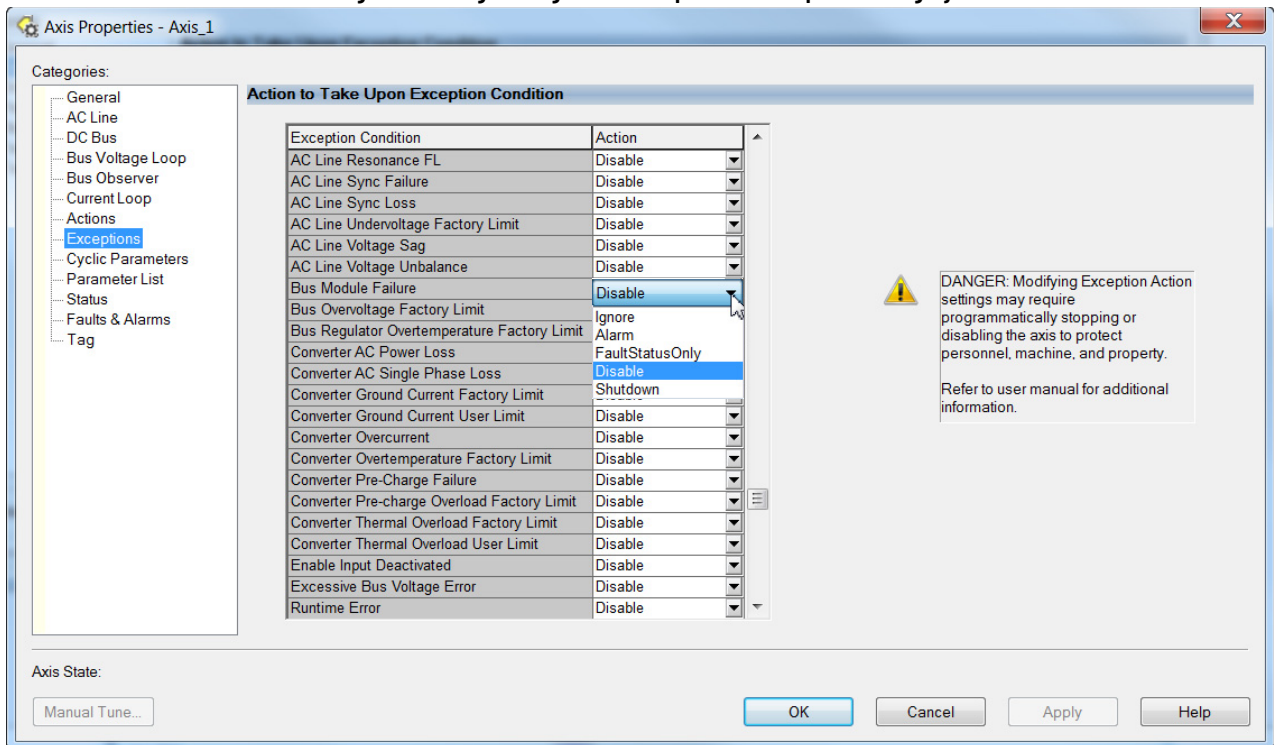 Axis Properties - Axis_1
X
Categories:
General
AC Line
DC Bus
Bus Voltage Loop
Bus Observer
Current Loop
Actions
Exceptions
Cyclic Parameters
Parameter List
Status
Faults & Alarms
Tag
Action to Take Upon Exception Condition
Exception Condition Action
AC Line Resonance FL Disable
AC Line Sync Failure Disable
AC Line Sync Loss Disable
AC Line Undervoltage Factory Limit Disable
AC Line Voltage Sag Disable
AC Line Voltage Unbalance Disable
Bus Module Failure Disable
Bus Overvoltage Factory Limit
Bus Regulator Overtemperature Factory Limit
Converter AC Power Loss
Converter AC Single Phase Loss
Converter Ground Current Factory Limit
Ignore
Alarm
FaultStatusOnly
Disable
Shutdown
Converter Ground Current User Limit Disable
Converter Overcurrent Disable
Converter Overtemperature Factory Limit Disable
Converter Pre-Charge Failure Disable
Converter Pre-charge Overload Factory Limit Disable
Converter Thermal Overload Factory Limit Disable
Converter Thermal Overload User Limit Disable
Enable Input Deactivated Disable
Excessive Bus Voltage Error Disable
Runtime Error Disable
DANGER: Modifying Exception Action
settings may require
programmatically stopping or
disabling the axis to protect
personnel, machine, and property.
Refer to user manual for additional
information.
Axis State:
Manual Tune...
OK
Cancel
Apply
Help